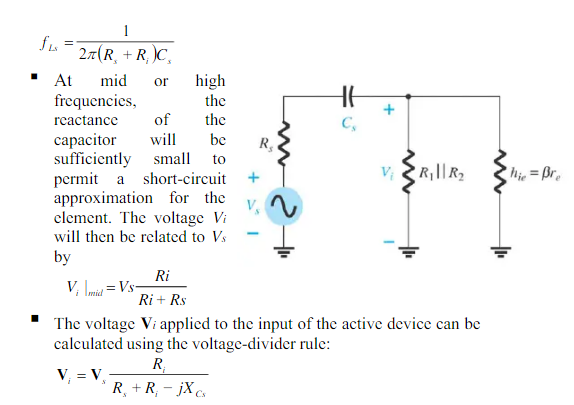 f_Ls = 1 / 2π(R_s + R_i)C_s
▪ At mid or high
frequencies, the
reactance of the
capacitor will be
sufficiently small to
permit a short-circuit
approximation for the
element. The voltage Vi
will then be related to Vs
by
V_i |_mid = Vs Ri / Ri + Rs
R_s
+
V_s
−
C_s
+
V_i
−
R_1 || R_2
h_ie = βr_e
▪ The voltage Vi applied to the input of the active device can be
calculated using the voltage-divider rule:
V_i = V_s R_i / R_s + R_i − jX_Cs